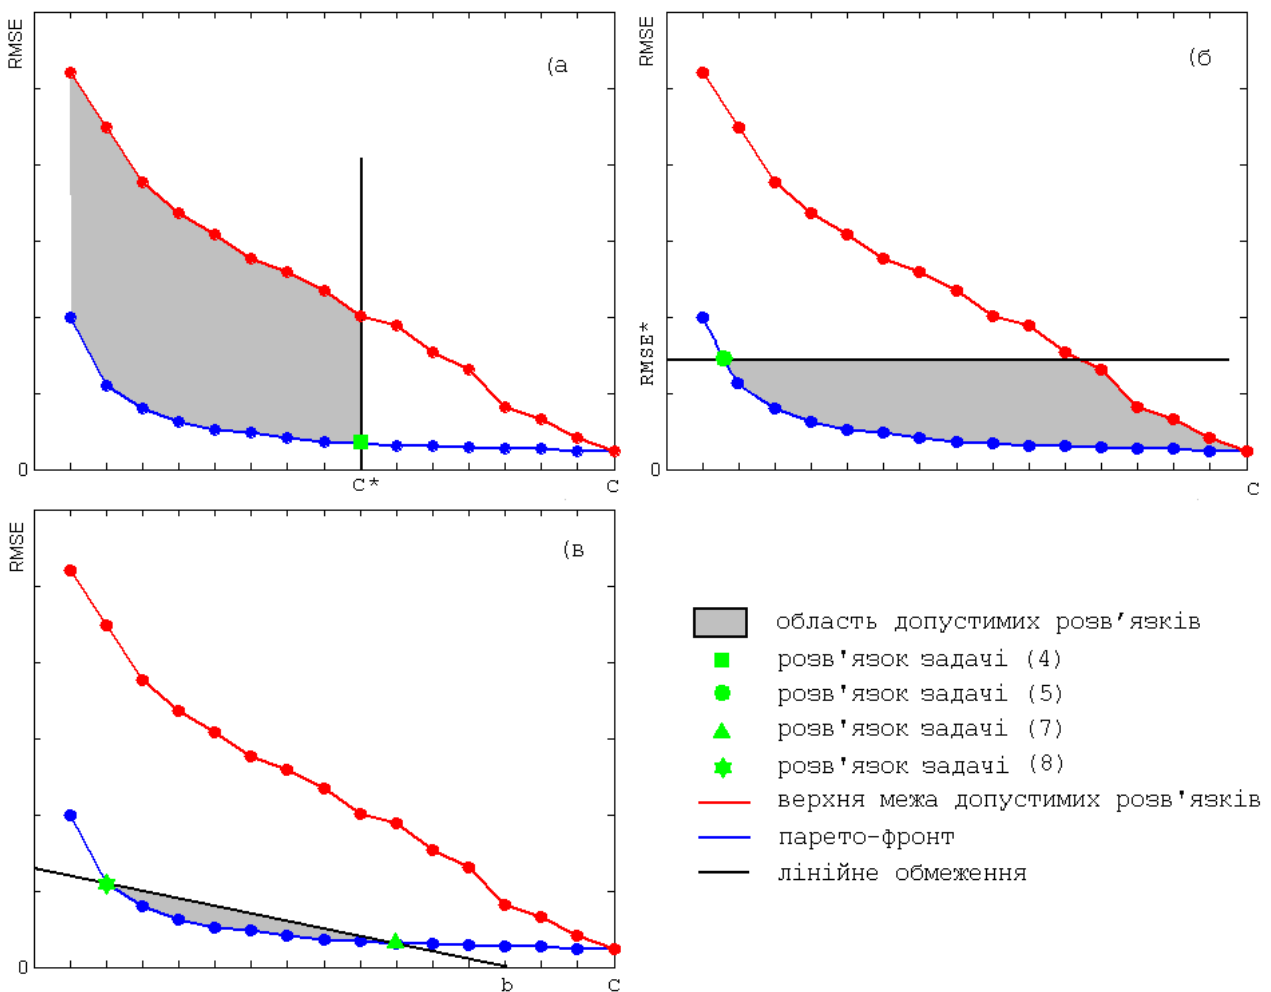 RMSE
(а
0
C*
C
RMSE
(б
RMSE*
0
C
RMSE
(в
0
b
C
область допустимих розв'язків
розв'язок задачі (4)
розв'язок задачі (5)
розв'язок задачі (7)
розв'язок задачі (8)
верхня межа допустимих розв'язків
парето-фронт
лінійне обмеження